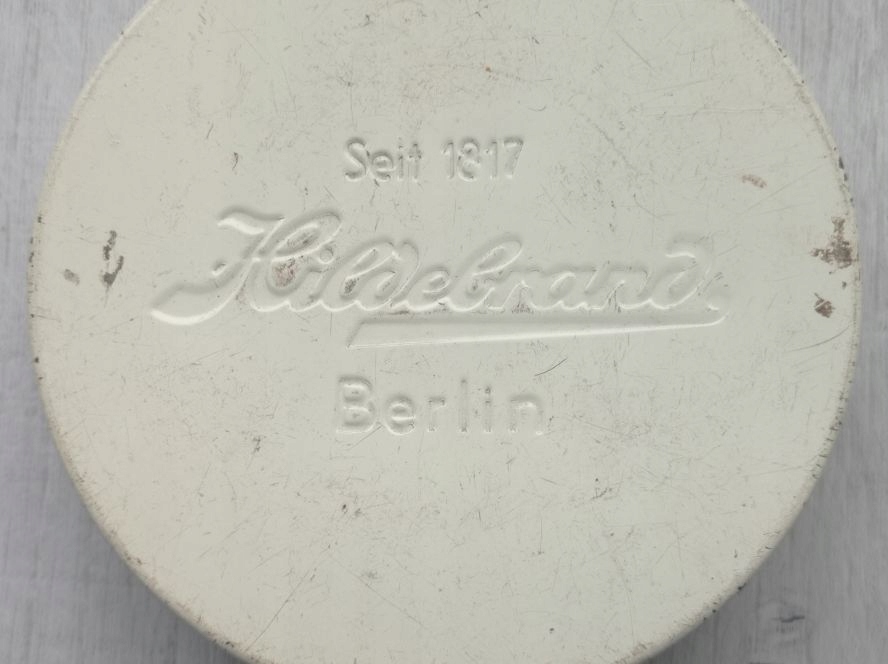 Seit 1817
Hildebrand
Berlin